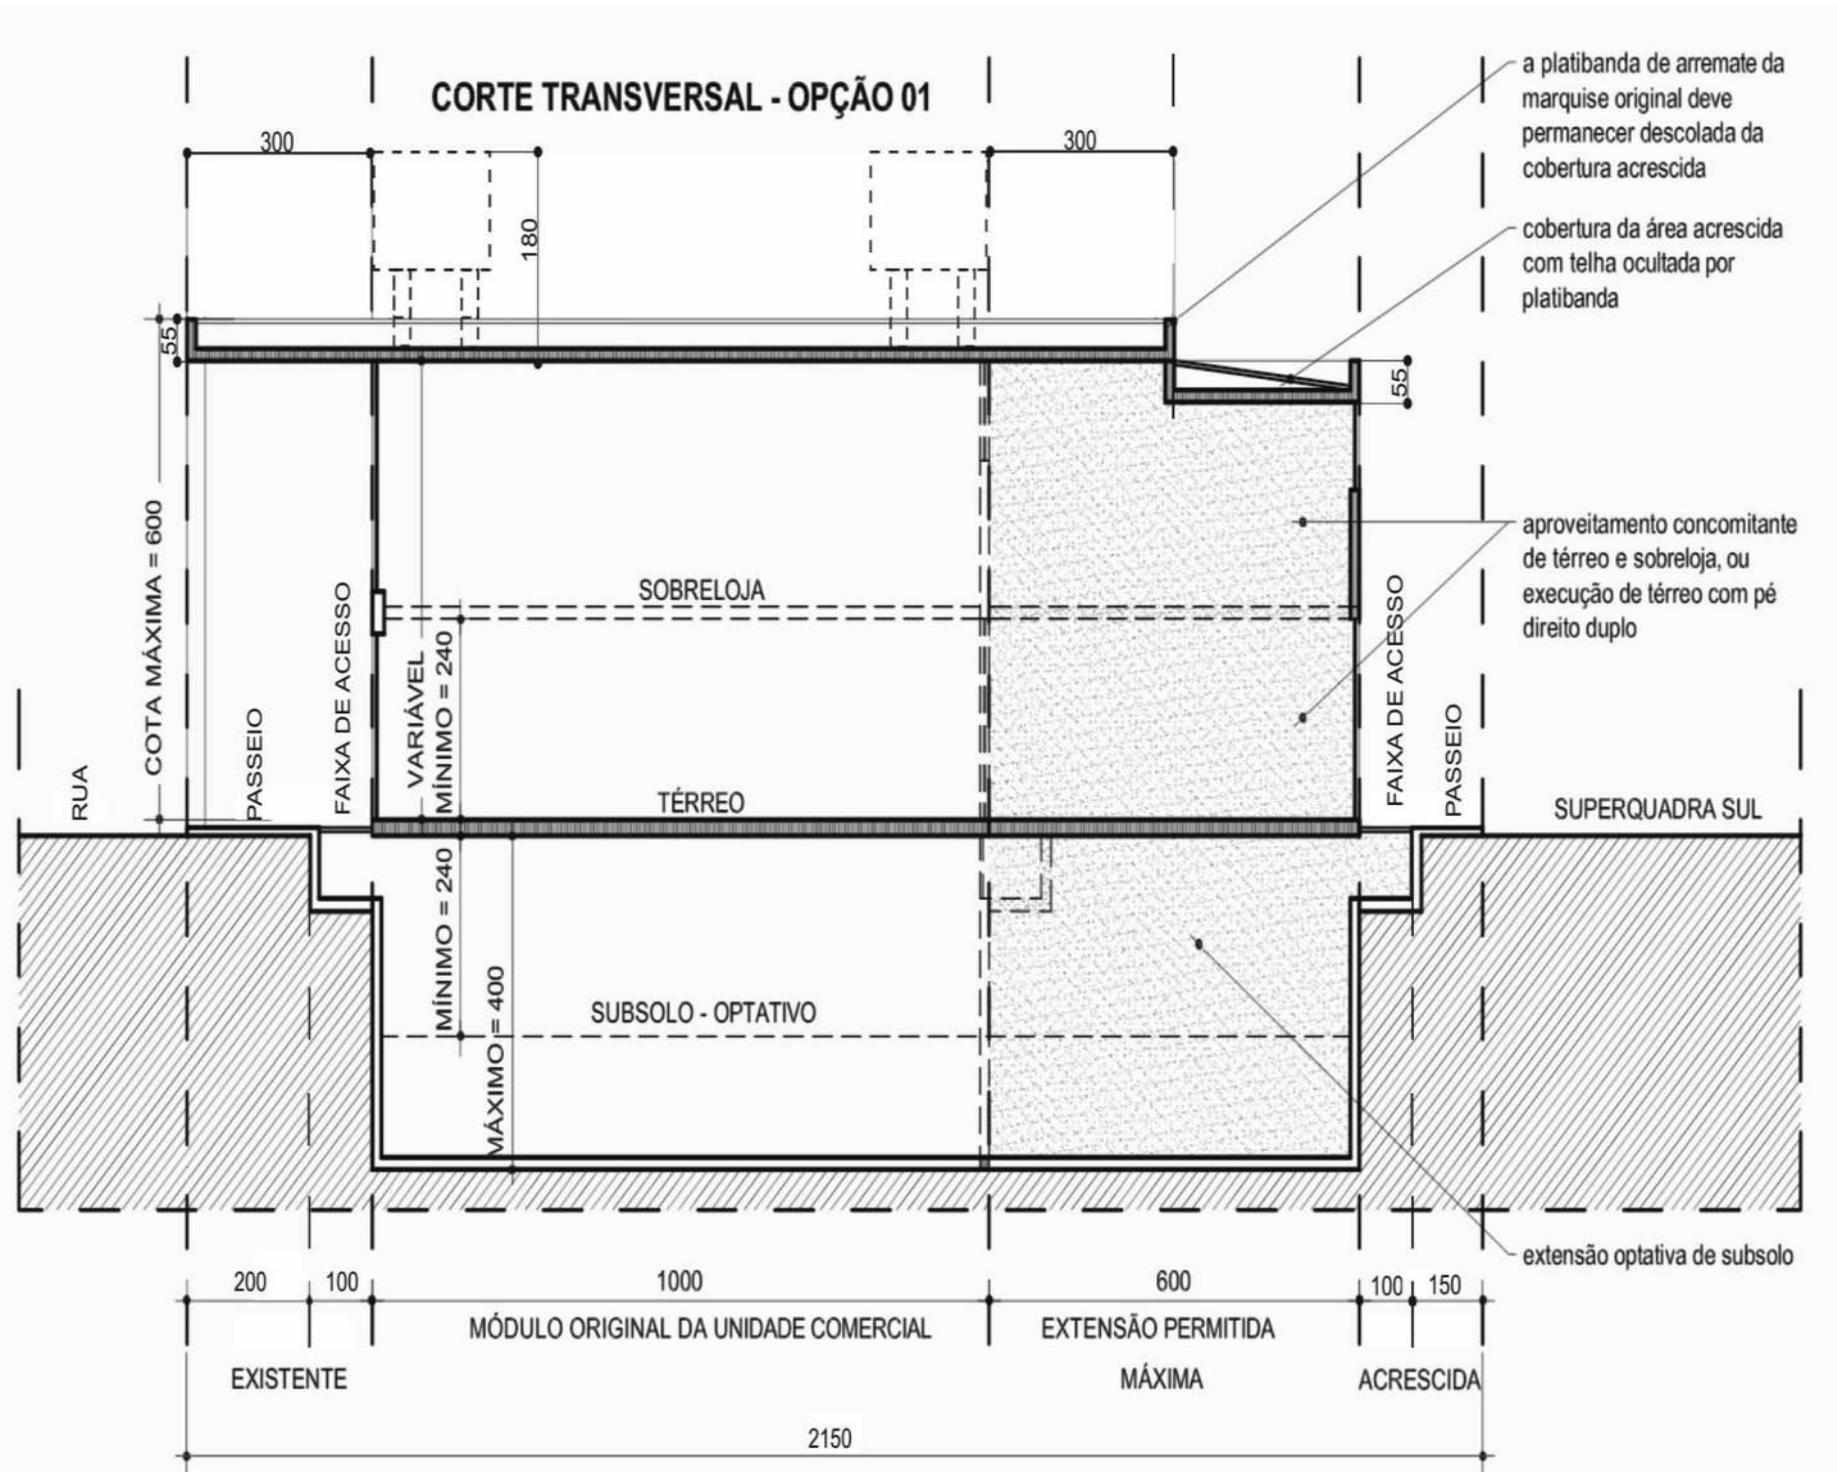 CORTE TRANSVERSAL - OPÇÃO 01
a platibanda de arremate da
marquise original deve
permanecer descolada da
cobertura acrescida
300
300
180
cobertura da área acrescida
com telha ocultada por
platibanda
55
55
COTA MÁXIMA = 600
aproveitamento concomitante
de térreo e sobreloja, ou
execução de térreo com pé
direito duplo
SOBRELOJA
RUA
PASSEIO
FAIXA DE ACESSO
VARIÁVEL
MÍNIMO = 240
TÉRREO
FAIXA DE ACESSO
PASSEIO
SUPERQUADRA SUL
MÍNIMO = 240
MÁXIMO = 400
SUBSOLO - OPTATIVO
extensão optativa de subsolo
200
100
1000
600
100
150
MÓDULO ORIGINAL DA UNIDADE COMERCIAL
EXTENSÃO PERMITIDA
EXISTENTE
MÁXIMA
ACRESCIDA
2150